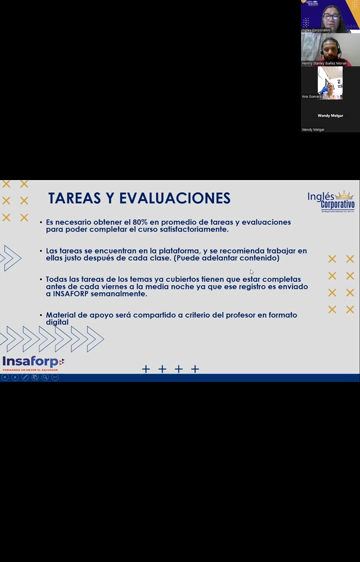 Inglés Corporativo
Wendy Melgar
Wendy Melgar
TAREAS Y EVALUACIONES
Inglés
Corporativo
• Es necesario obtener el 80% en promedio de tareas y evaluaciones
para poder completar el curso satisfactoriamente.
• Las tareas se encuentran en la plataforma, y se recomienda trabajar en
ellas justo después de cada clase. (Puede adelantar contenido)
• Todas las tareas de los temas ya cubiertos tienen que estar completas
antes de cada viernes a la media noche ya que ese registro es enviado
a INSAFORP semanalmente.
• Material de apoyo será compartido a criterio del profesor en formato
digital
Insaforp